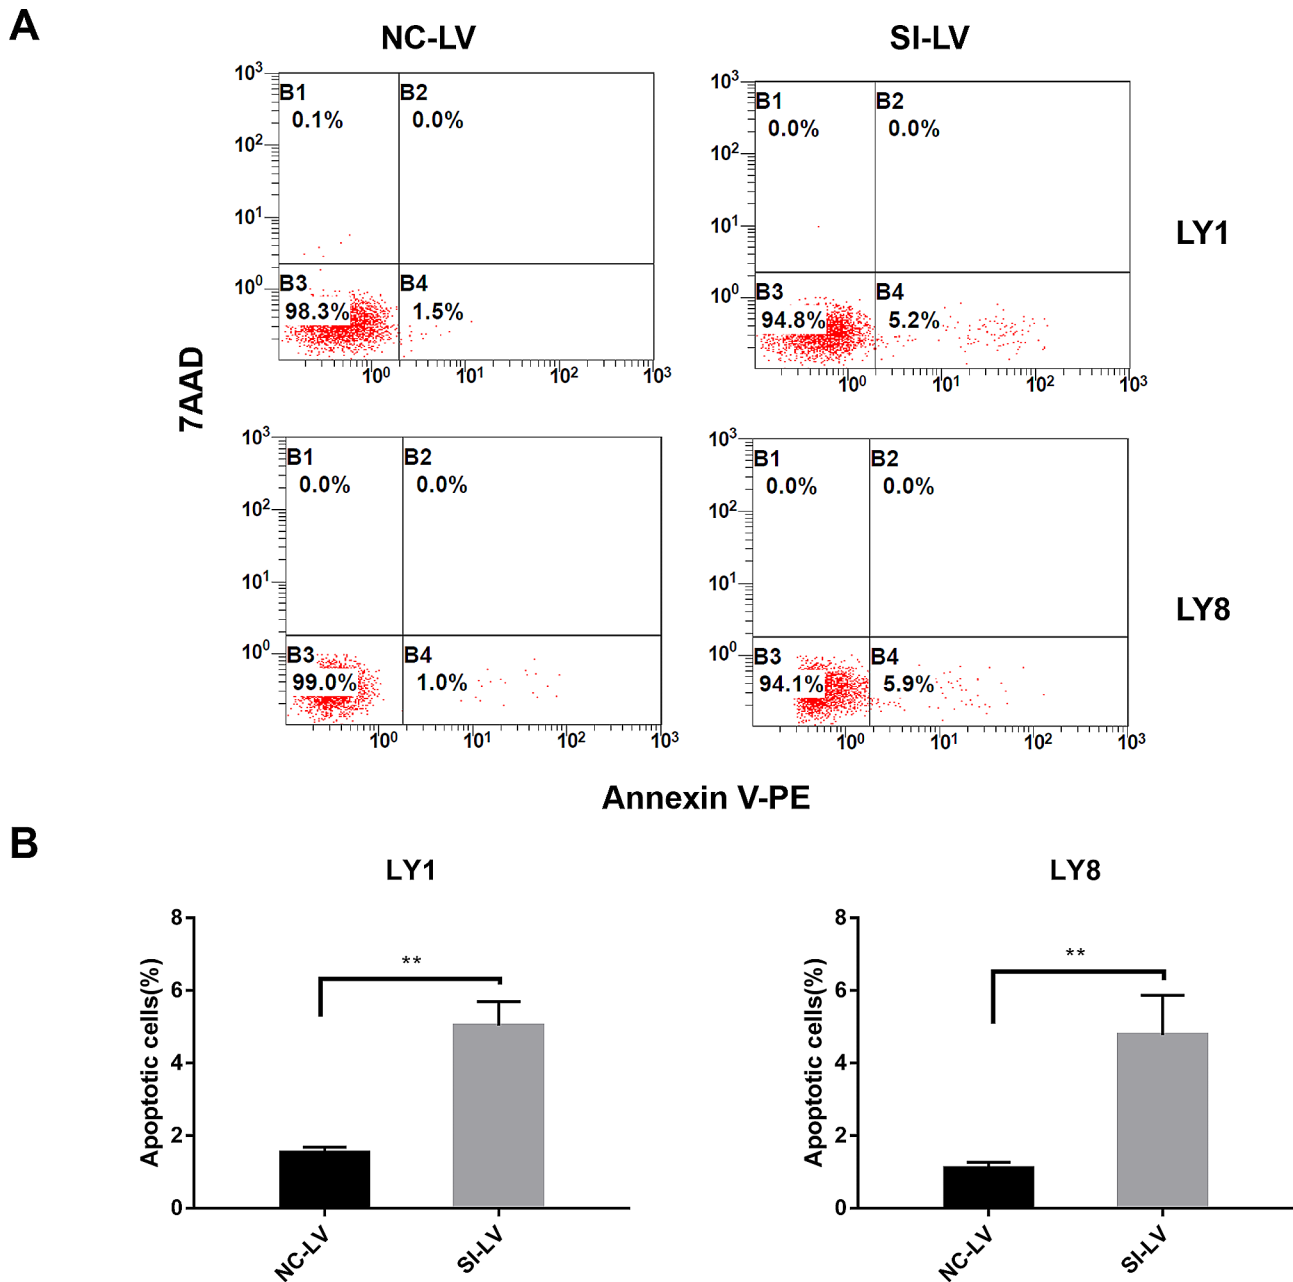 A
NC-LV
SI-LV
10³
10²
10¹
10⁰
B1
0.1%
B2
0.0%
B3
98.3%
B4
1.5%
10⁰ 10¹ 10² 10³
10³
10²
10¹
10⁰
B1
0.0%
B2
0.0%
B3
94.8%
B4
5.2%
10⁰ 10¹ 10² 10³
LY1
7AAD
10³
10²
10¹
10⁰
B1
0.0%
B2
0.0%
B3
99.0%
B4
1.0%
10⁰ 10¹ 10² 10³
10³
10²
10¹
10⁰
B1
0.0%
B2
0.0%
B3
94.1%
B4
5.9%
10⁰ 10¹ 10² 10³
LY8
Annexin V-PE
B
LY1
Apoptotic cells(%)
8
6
4
2
0
**
NC-LV
SI-LV
LY8
Apoptotic cells(%)
8
6
4
2
0
**
NC-LV
SI-LV